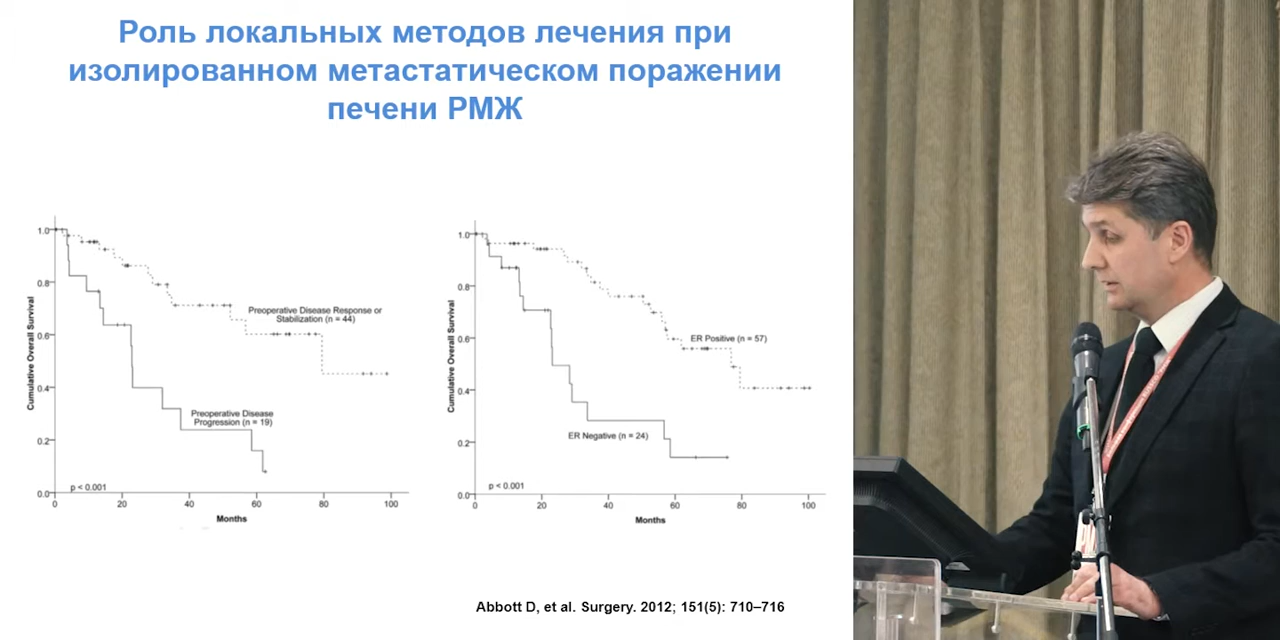 Роль локальных методов лечения при
изолированном метастатическом поражении
печени РМЖ
Cumulative Overall Survival
1.0
0.8
0.6
0.4
0.2
0.0
Preoperative Disease Response or
Stabilization (n = 44)
Preoperative Disease
Progression (n = 19)
p < 0.001
0 20 40 60 80 100
Months
Cumulative Overall Survival
1.0
0.8
0.6
0.4
0.2
0.0
ER Positive (n = 57)
ER Negative (n = 24)
p < 0.001
0 20 40 60 80 100
Months
Abbott D, et al. Surgery. 2012; 151(5): 710–716